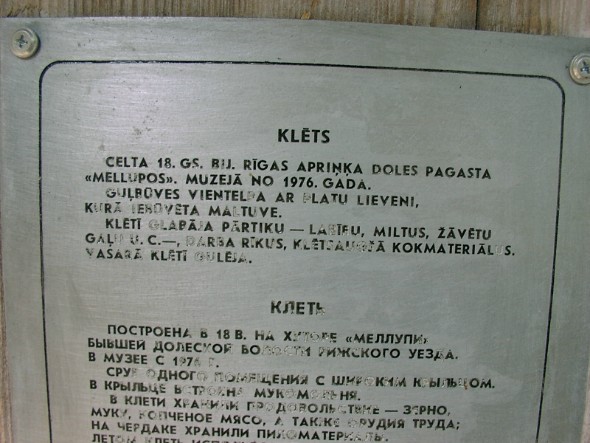 KLĒTS
CELTA 18. GS. BIJ. RĪGAS APRIŅĶA DOLES PAGASTA
«MELLUPOS». MUZEJĀ NO 1976. GADA.
GUĻBŪVES VIENTELPA AR PLATU LIEVENI,
KURĀ IEBŪVĒTA MALTUVE.
KLĒTĪ GLABĀJA PĀRTIKU — LABĪBU, MILTUS, ŽĀVĒTU
GAĻU U. C.—, DARBA RĪKUS, KLĒTSAUGŠĀ KOKMATERIĀLUS.
VASARĀ KLĒTĪ GULĒJA.
КЛЕТЬ
ПОСТРОЕНА В 18 В. НА ХУТОРЕ «МЕЛЛУПИ»
БЫВШЕЙ ДОЛЕСКОЙ ВОЛОСТИ РИЖСКОГО УЕЗДА.
В МУЗЕЕ С 1976 Г.
СРУБ ОДНОГО ПОМЕЩЕНИЯ С ШИРОКИМ КРЫЛЬЦОМ.
В КРЫЛЬЦЕ ВСТРОЕНА МУКОМОЛЬНЯ.
В КЛЕТИ ХРАНИЛИ ПРОДОВОЛЬСТВИЕ — ЗЕРНО,
МУКУ, КОПЧЕНОЕ МЯСО, А ТАКЖЕ ОРУДИЯ ТРУДА;
НА ЧЕРДАКЕ ХРАНИЛИ ПИЛОМАТЕРИАЛЫ.
ЛЕТОМ КЛЕТЬ